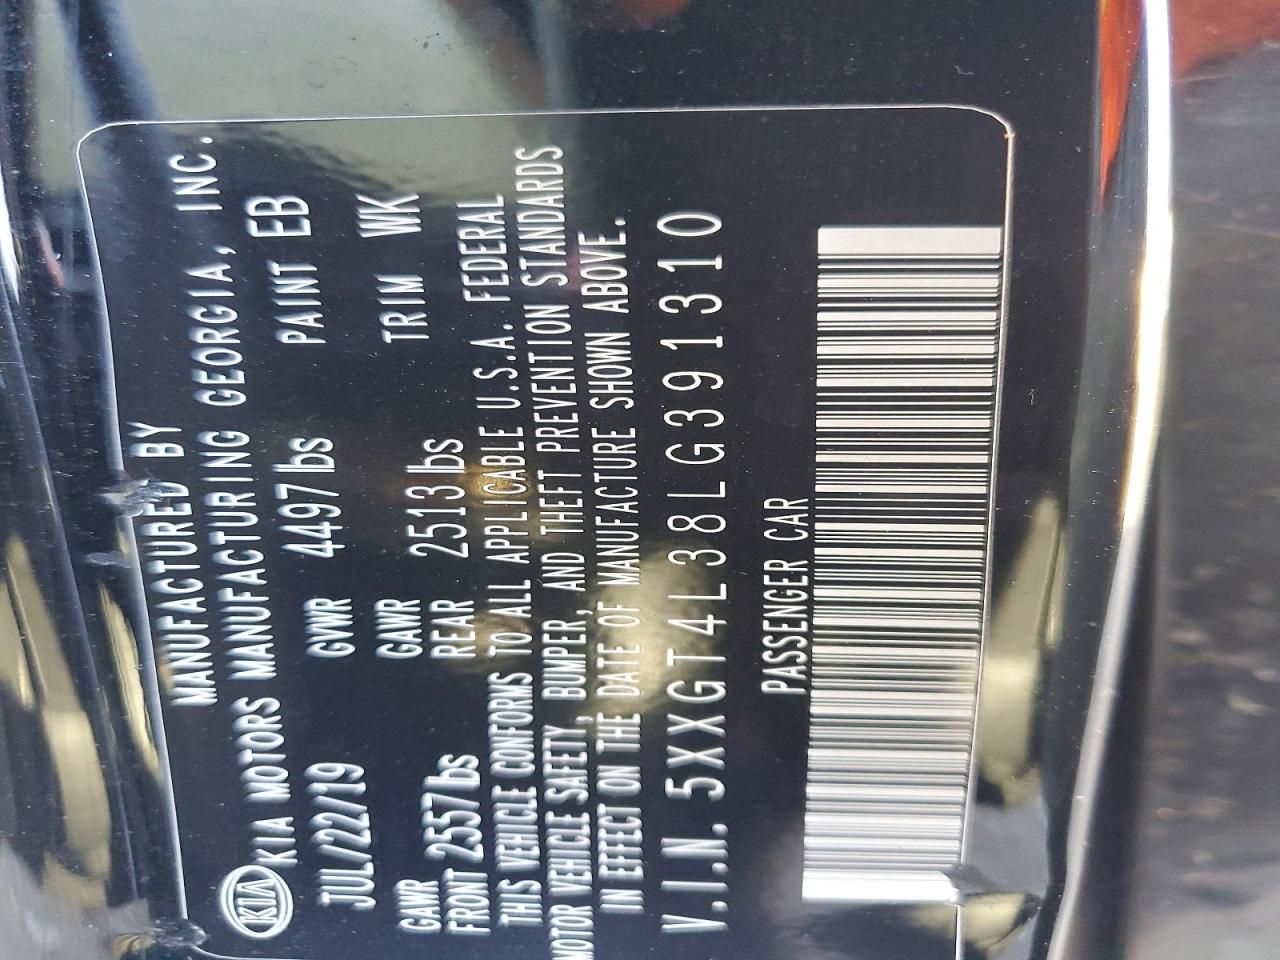 MANUFACTURED BY
KIA KIA MOTORS MANUFACTURING GEORGIA, INC.
JUL/22/19 GVWR 4497lbs PAINT EB
GAWR GAWR TRIM WK
FRONT 2557lbs REAR 2513lbs
THIS VEHICLE CONFORMS TO ALL APPLICABLE U.S.A. FEDERAL
MOTOR VEHICLE SAFETY, BUMPER, AND THEFT PREVENTION STANDARDS
IN EFFECT ON THE DATE OF MANUFACTURE SHOWN ABOVE.
V.I.N. 5XXGT4L38LG391310
PASSENGER CAR